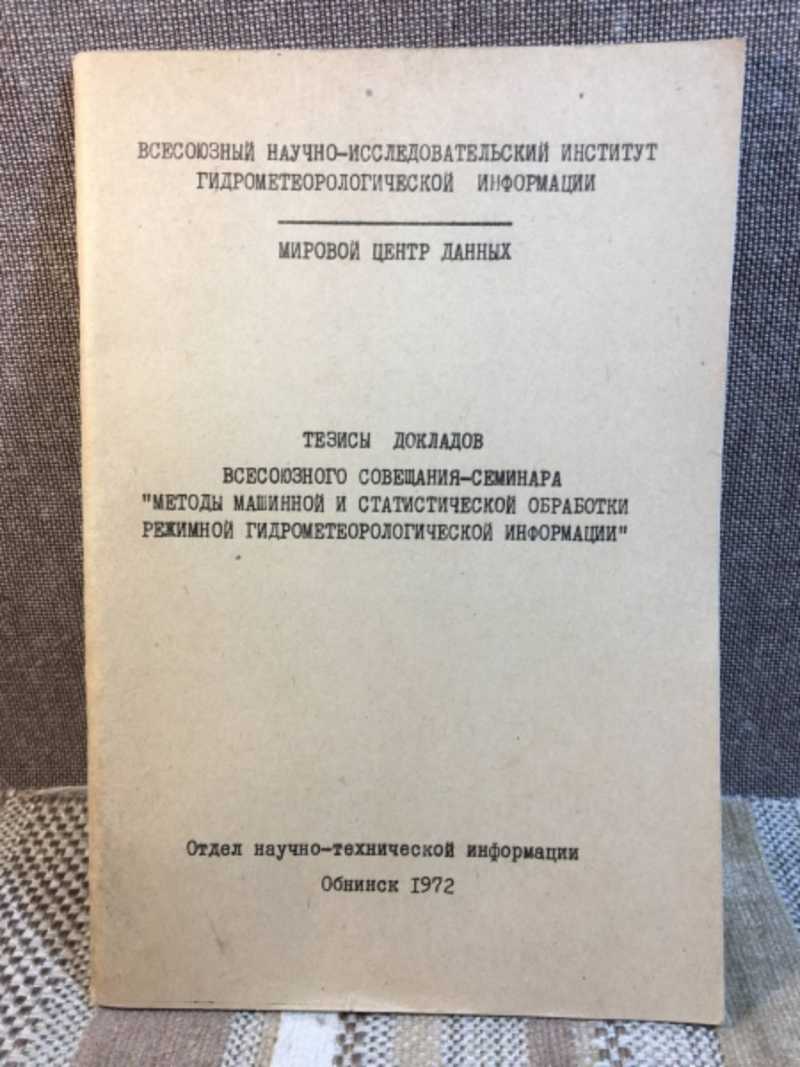 ВСЕСОЮЗНЫЙ НАУЧНО-ИССЛЕДОВАТЕЛЬСКИЙ ИНСТИТУТ
ГИДРОМЕТЕОРОЛОГИЧЕСКОЙ ИНФОРМАЦИИ
МИРОВОЙ ЦЕНТР ДАННЫХ
ТЕЗИСЫ ДОКЛАДОВ
ВСЕСОЮЗНОГО СОВЕЩАНИЯ-СЕМИНАРА
"МЕТОДЫ МАШИННОЙ И СТАТИСТИЧЕСКОЙ ОБРАБОТКИ
РЕЖИМНОЙ ГИДРОМЕТЕОРОЛОГИЧЕСКОЙ ИНФОРМАЦИИ"
Отдел научно-технической информации
Обнинск 1972